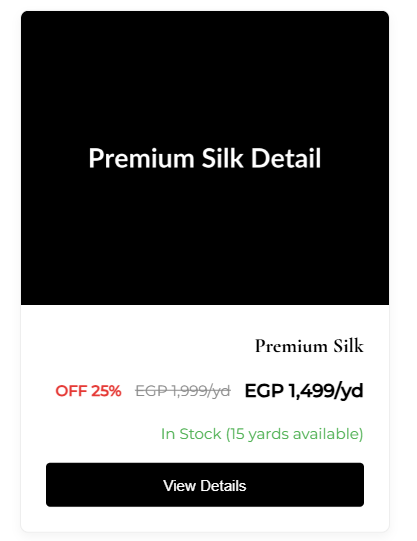 Premium Silk Detail
Premium Silk
OFF 25% EGP 1,999/yd EGP 1,499/yd
In Stock (15 yards available)
View Details